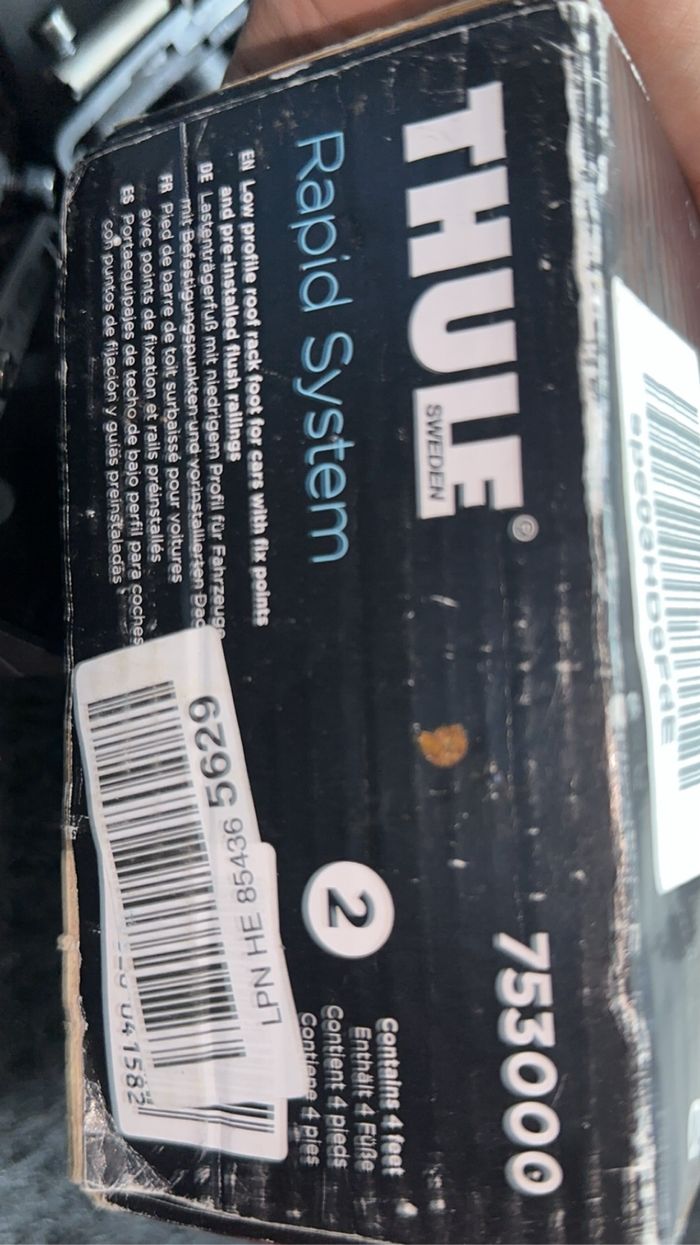 THULE
SWEDEN
®
Rapid System
753000
2
EN Low profile roof rack foot for cars with fix points
and pre-installed flush railings
DE Lastenträgerfuß mit niedrigem Profil für Fahrzeuge
mit Befestigungspunkten und vorinstallierten
FR Pied de barre de toit surbaissé pour voitures
avec points de fixation et rails preinstallés
ES Portaequipajes de techo de bajo perfil para coches
con puntos de fijación y guías preinstaladas
Contains 4 feet
Enthält 4 Füße
Contient 4 pieds
Contiene 4 pies
LPN HE 85436 5629
041582